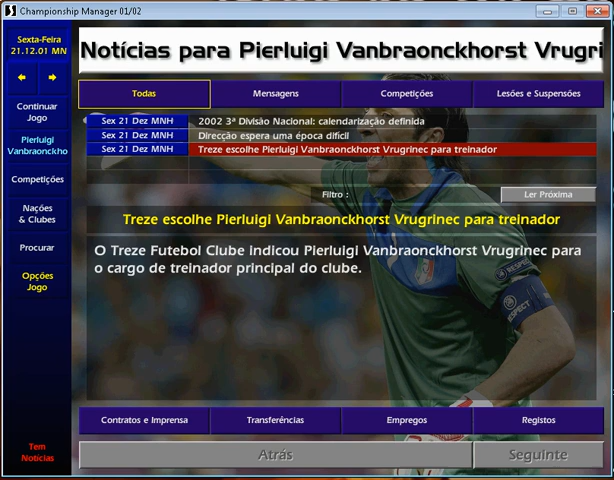 Championship Manager 01/02
Sexta-Feira
21.12.01 MN
Continuar
Jogo
Pierluigi
Vanbraonckho
Competições
Nações
& Clubes
Procurar
Opções
Jogo
Tem
Notícias
Notícias para Pierluigi Vanbraonckhorst Vrugri
Todas
Mensagens
Competições
Lesões e Suspensões
Sex 21 Dez MNH 2002 3ª Divisão Nacional: calendarização definida
Sex 21 Dez MNH Direcção espera uma época difícil
Sex 21 Dez MNH Treze escolhe Pierluigi Vanbraonckhorst Vrugrinec para treinador
Filtro :
Ler Próxima
Treze escolhe Pierluigi Vanbraonckhorst Vrugrinec para treinador
O Treze Futebol Clube indicou Pierluigi Vanbraonckhorst Vrugrinec para
o cargo de treinador principal do clube.
RESPECT
Contratos e Imprensa
Transferências
Empregos
Registos
Atrás
Seguinte